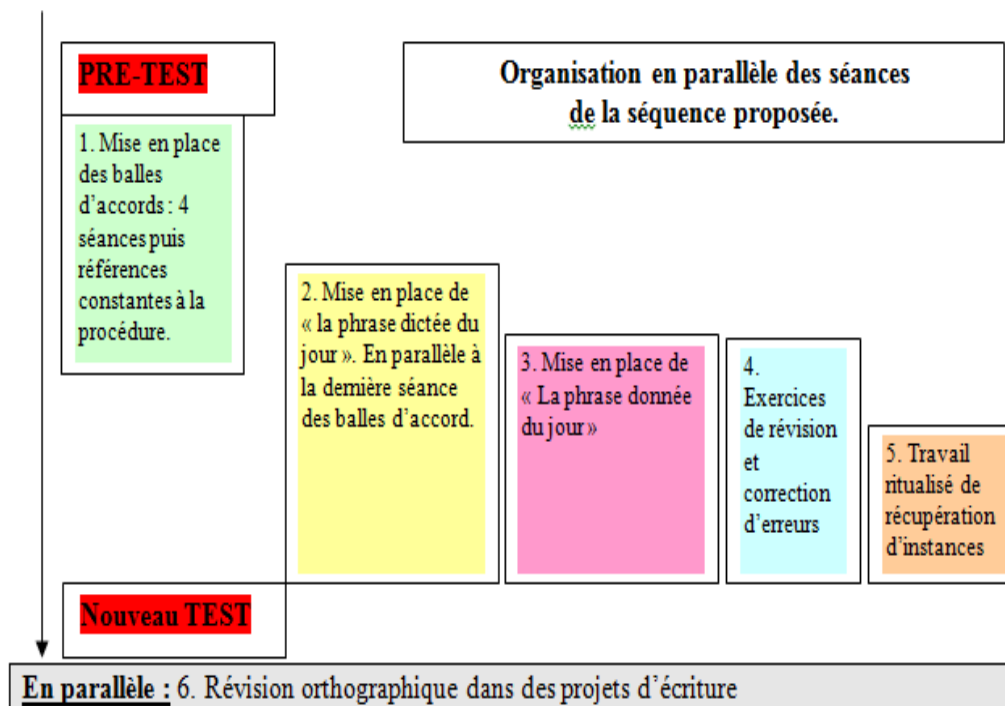 PRE-TEST
Organisation en parallèle des séances
de la séquence proposée.
1. Mise en place
des balles
d’accords : 4
séances puis
références
constantes à la
procédure.
2. Mise en place de
« la phrase dictée du
jour ». En parallèle à
la dernière séance
des balles d’accord.
3. Mise en place de
« La phrase donnée
du jour »
4.
Exercices
de révision
et
correction
d’erreurs
5. Travail
ritualisé de
récupération
d’instances
Nouveau TEST
En parallèle : 6. Révision orthographique dans des projets d’écriture